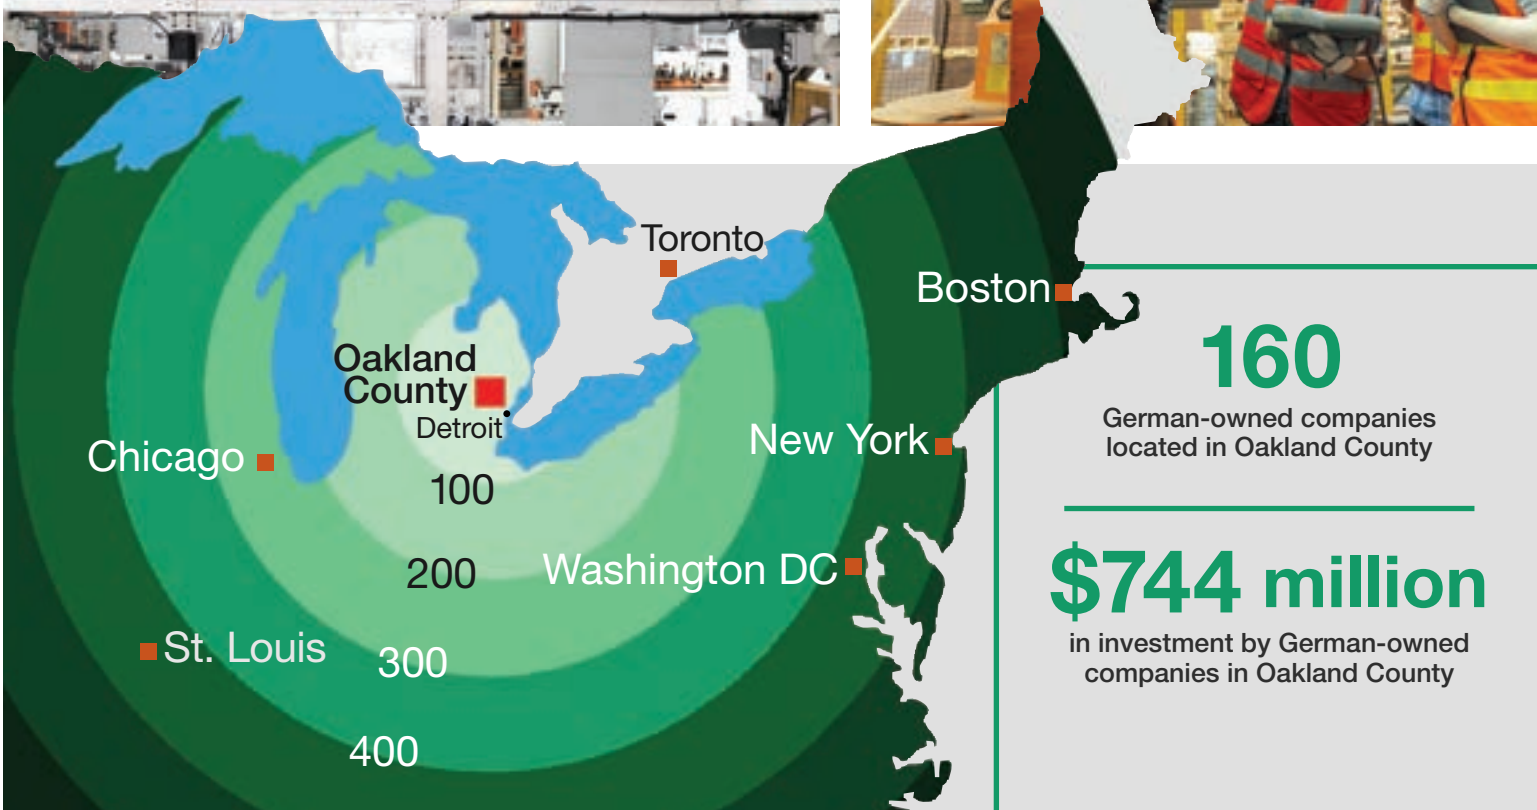 Toronto
Boston
Oakland
County
Detroit
Chicago
New York
100
200
Washington DC
St. Louis
300
400
160
German-owned companies
located in Oakland County
$744 million
in investment by German-owned
companies in Oakland County